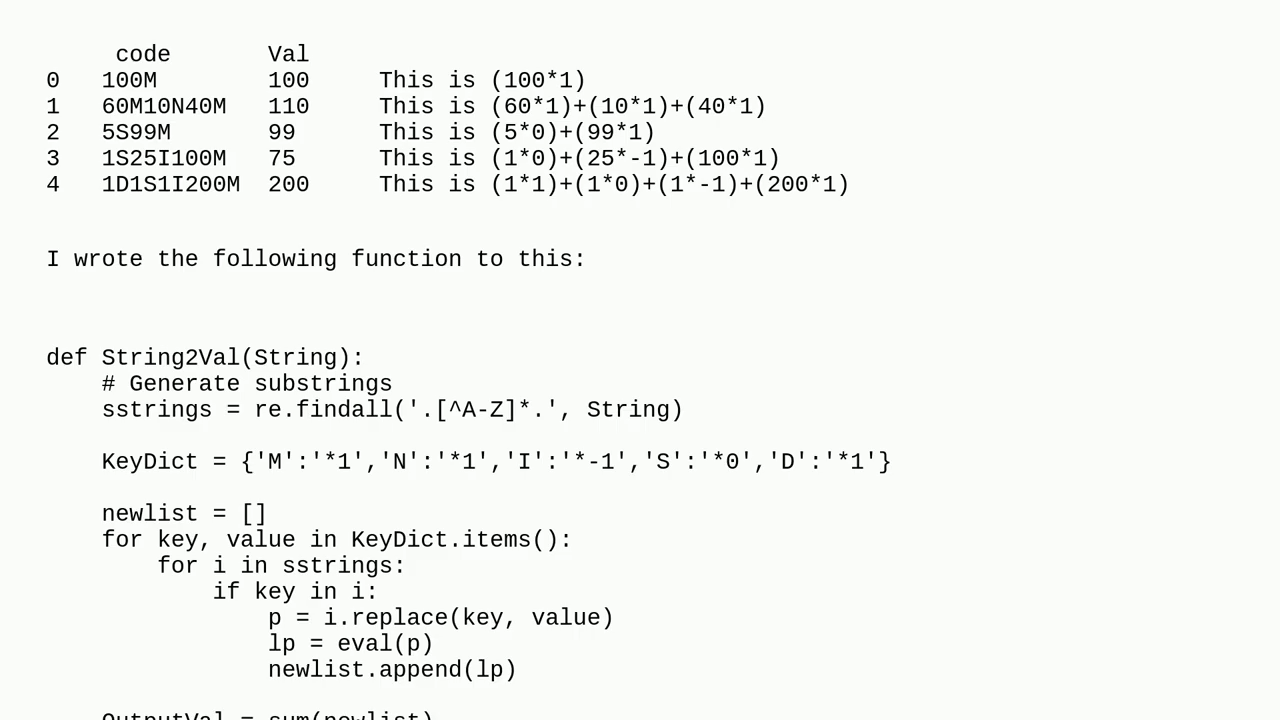 code       Val
0   100M        100     This is (100*1)
1   60M10N40M   110     This is (60*1)+(10*1)+(40*1)
2   5S99M       99      This is (5*0)+(99*1)
3   1S25I100M   75      This is (1*0)+(25*-1)+(100*1)
4   1D1S1I200M  200     This is (1*1)+(1*0)+(1*-1)+(200*1)
I wrote the following function to this:
def String2Val(String):
    # Generate substrings
    sstrings = re.findall('.[^A-Z]*.', String)
    KeyDict = {'M':'*1','N':'*1','I':'*-1','S':'*0','D':'*1'}
    newlist = []
    for key, value in KeyDict.items():
        for i in sstrings:
            if key in i:
                p = i.replace(key, value)
                lp = eval(p)
                newlist.append(lp)
    OutputVal = sum(newlist)